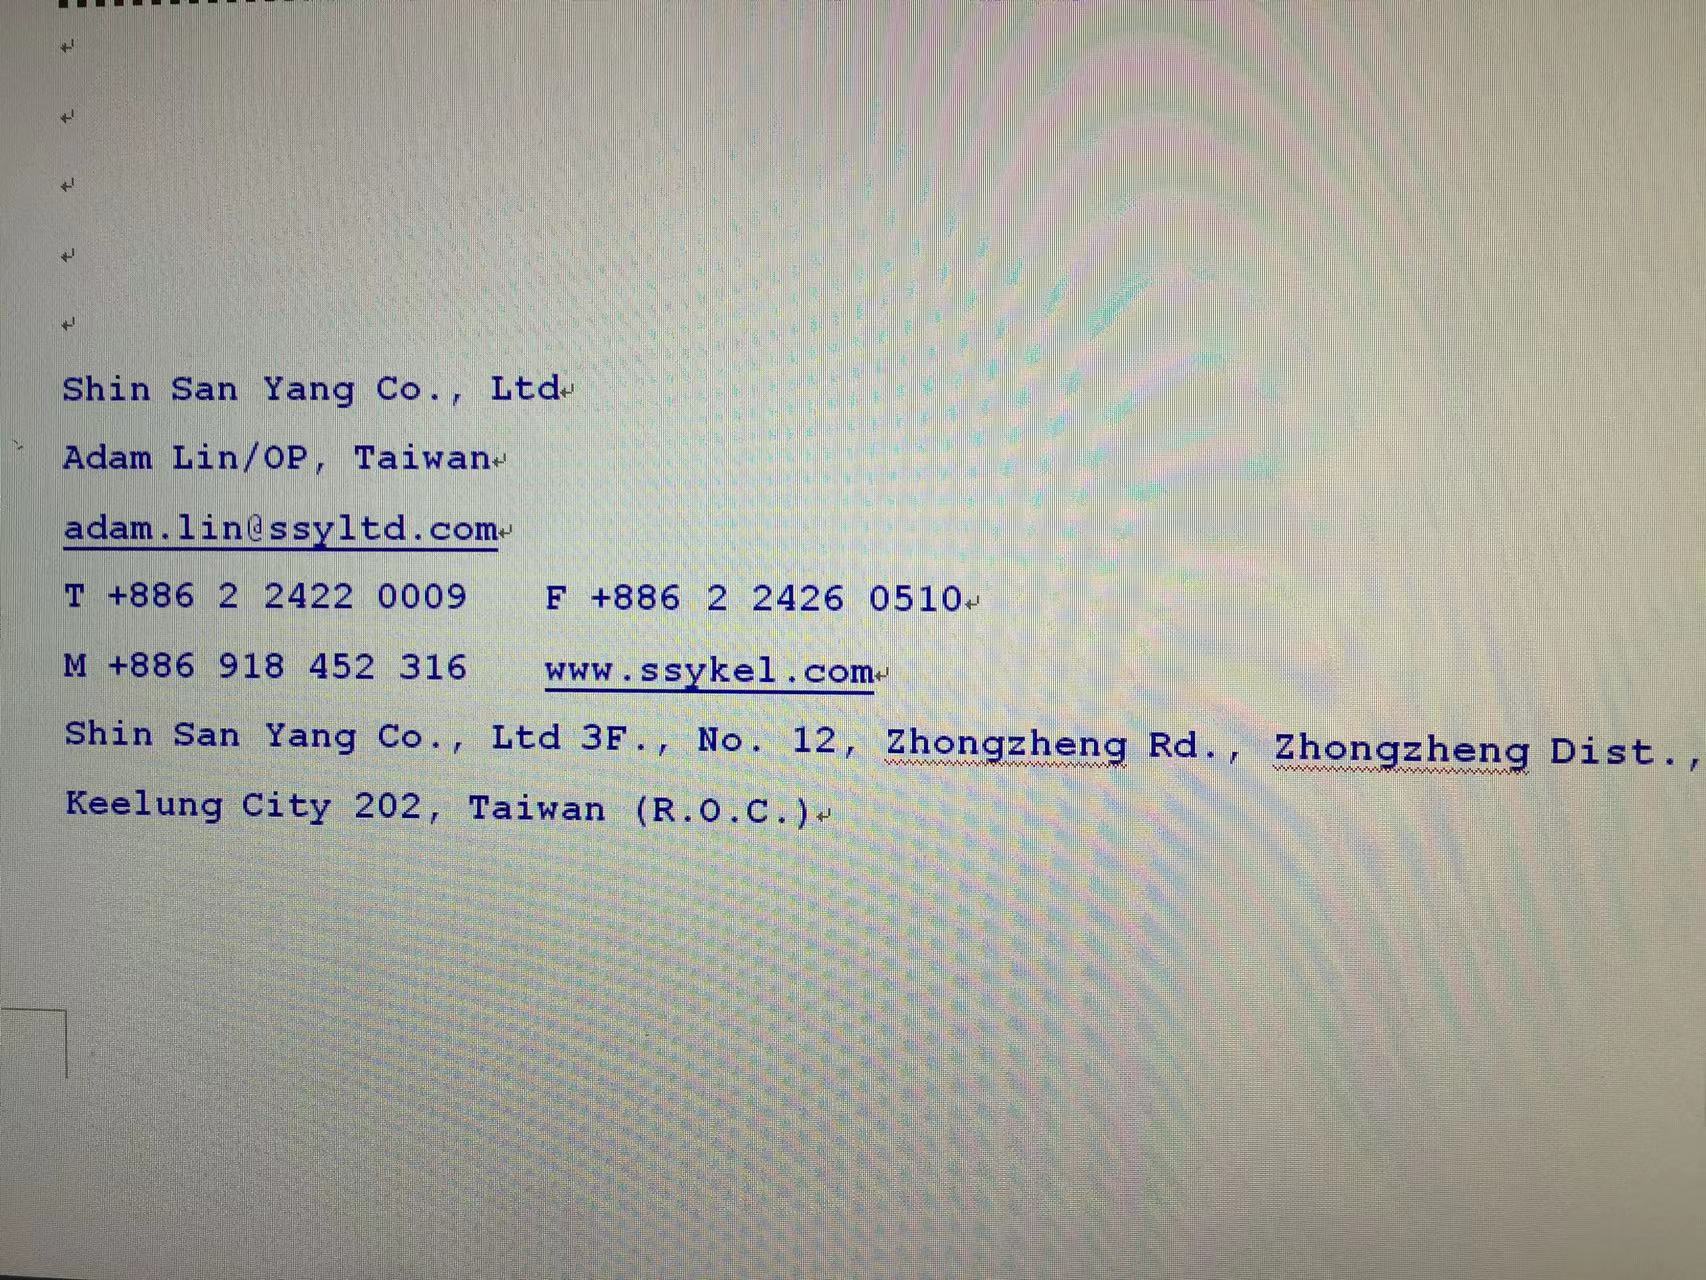 Shin San Yang Co., Ltd
Adam Lin/OP, Taiwan
adam.lin@ssyltd.com
T +886 2 2422 0009 F +886 2 2426 0510
M +886 918 452 316 www.ssykel.com
Shin San Yang Co., Ltd 3F., No. 12, Zhongzheng Rd., Zhongzheng Dist.,
Keelung City 202, Taiwan (R.O.C.)